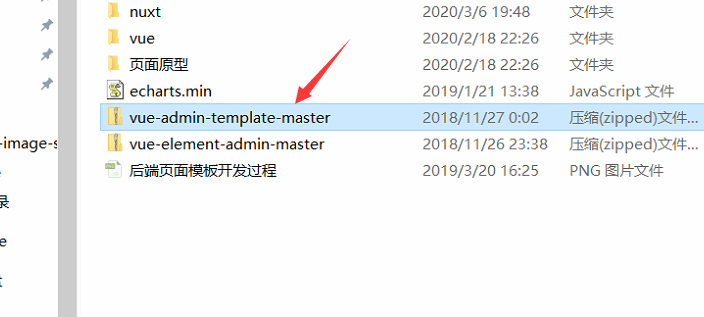 nuxt 2020/3/6 19:48 文件夹
vue 2020/2/18 22:26 文件夹
页面原型 2020/2/18 22:26 文件夹
echarts.min 2019/1/21 13:38 JavaScript 文件
vue-admin-template-master 2018/11/27 0:02 压缩(zipped)文件...
-image-s vue-element-admin-master 2018/11/26 23:38 压缩(zipped)文件...
后端页面模板开发过程 2019/3/20 16:25 PNG 图片文件
录
e